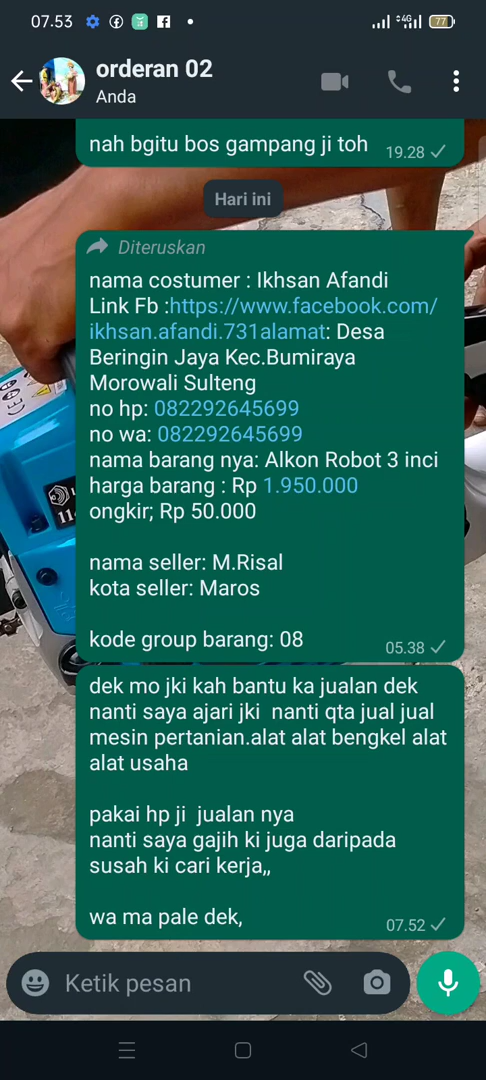 07.53
4G
77
orderan 02
Anda
nah bgitu bos gampang ji toh
19.28
Hari ini
Diteruskan
nama costumer : Ikhsan Afandi
Link Fb :https://www.facebook.com/
ikhsan.afandi.731alamat: Desa
Beringin Jaya Kec.Bumiraya
Morowali Sulteng
no hp: 082292645699
no wa: 082292645699
nama barang nya: Alkon Robot 3 inci
harga barang : Rp 1.950.000
ongkir; Rp 50.000
nama seller: M.Risal
kota seller: Maros
kode group barang: 08
05.38
dek mo jki kah bantu ka jualan dek
nanti saya ajari jki  nanti qta jual jual
mesin pertanian.alat alat bengkel alat
alat usaha
pakai hp ji  jualan nya
nanti saya gajih ki juga daripada
susah ki cari kerja,,
wa ma pale dek,
07.52
Ketik pesan